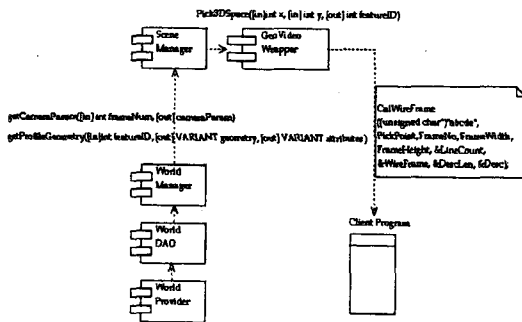 Pick3DSpace([in]int x, [in] int y, [out] int featureID)
Scene
Manager
GeoVideo
Wrapper
getCameraParam([in] int frameNum, [out] cameraParam)
getProfileGeometry([in]int featureID, [out] VARIANT geometry, [out] VARIANT attributes)
CalWireFrame
((unsigned char*)"abcde",
PickPoint, FrameNo, FrameWidth,
FrameHeight, &LineCount,
&WireFrame, &DescLen, &Desc);
World
Manager
World
DAO
World
Provider
Client Program